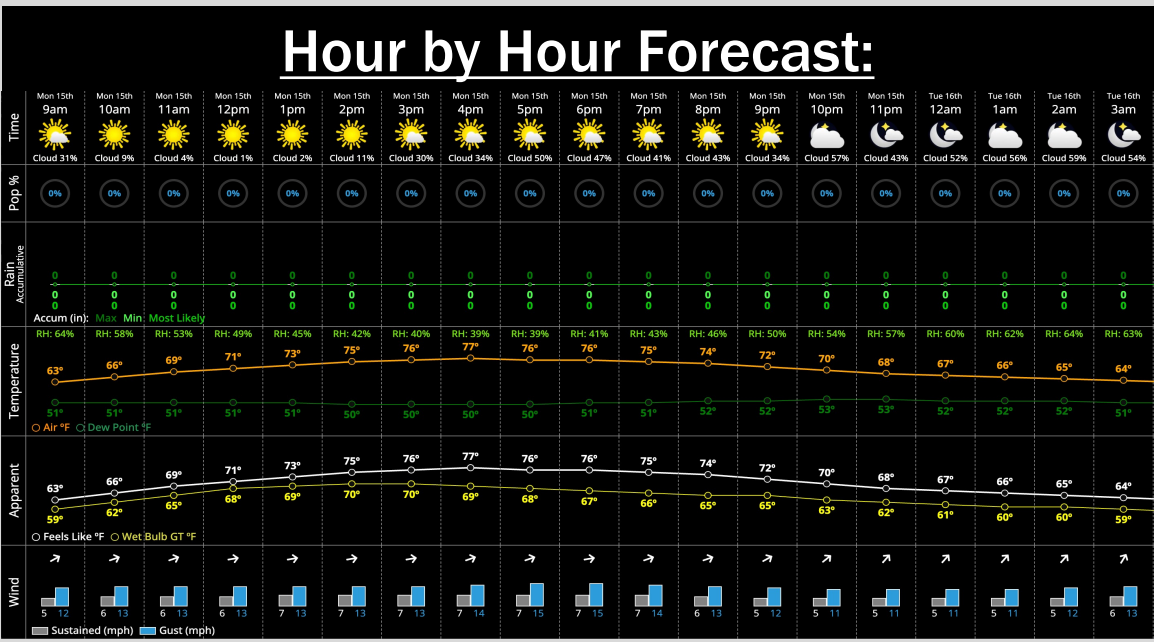 Hour by Hour Forecast:
Time
Mon 15th Mon 15th Mon 15th Mon 15th Mon 15th Mon 15th Mon 15th Mon 15th Mon 15th Mon 15th Mon 15th Mon 15th Mon 15th Mon 15th Mon 15th Tue 16th Tue 16th Tue 16th Tue 16th
9am 10am 11am 12pm 1pm 2pm 3pm 4pm 5pm 6pm 7pm 8pm 9pm 10pm 11pm 12am 1am 2am 3am
Cloud 31% Cloud 9% Cloud 4% Cloud 1% Cloud 2% Cloud 11% Cloud 30% Cloud 34% Cloud 50% Cloud 47% Cloud 41% Cloud 43% Cloud 34% Cloud 57% Cloud 43% Cloud 52% Cloud 56% Cloud 59% Cloud 54%
Pop %
0% 0% 0% 0% 0% 0% 0% 0% 0% 0% 0% 0% 0% 0% 0% 0% 0% 0% 0%
Rain
Accumulative
0 0 0 0 0 0 0 0 0 0 0 0 0 0 0 0 0 0 0
0 0 0 0 0 0 0 0 0 0 0 0 0 0 0 0 0 0 0
0 0 0 0 0 0 0 0 0 0 0 0 0 0 0 0 0 0 0
Accum (in): Max Min: Most Likely
Temperature
RH: 64% RH: 58% RH: 53% RH: 49% RH: 45% RH: 42% RH: 40% RH: 39% RH: 39% RH: 41% RH: 43% RH: 46% RH: 50% RH: 54% RH: 57% RH: 60% RH: 62% RH: 64% RH: 63%
63° 66° 69° 71° 73° 75° 76° 77° 76° 76° 75° 74° 72° 70° 68° 67° 66° 65° 64°
51° 51° 51° 51° 51° 50° 50° 50° 50° 51° 51° 52° 52° 53° 53° 52° 52° 52° 51°
Air °F Dew Point °F
Apparent
63° 66° 69° 71° 73° 75° 76° 77° 76° 76° 75° 74° 72° 70° 68° 67° 66° 65° 64°
59° 62° 65° 68° 69° 70° 70° 69° 68° 67° 66° 65° 65° 63° 62° 61° 60° 60° 59°
Feels Like °F Wet Bulb GT °F
Wind
5 12 6 13 6 13 6 13 7 13 7 13 7 13 7 14 7 15 7 15 7 14 6 13 5 12 5 11 5 11 5 11 5 11 5 12 6 13
Sustained (mph) Gust (mph)